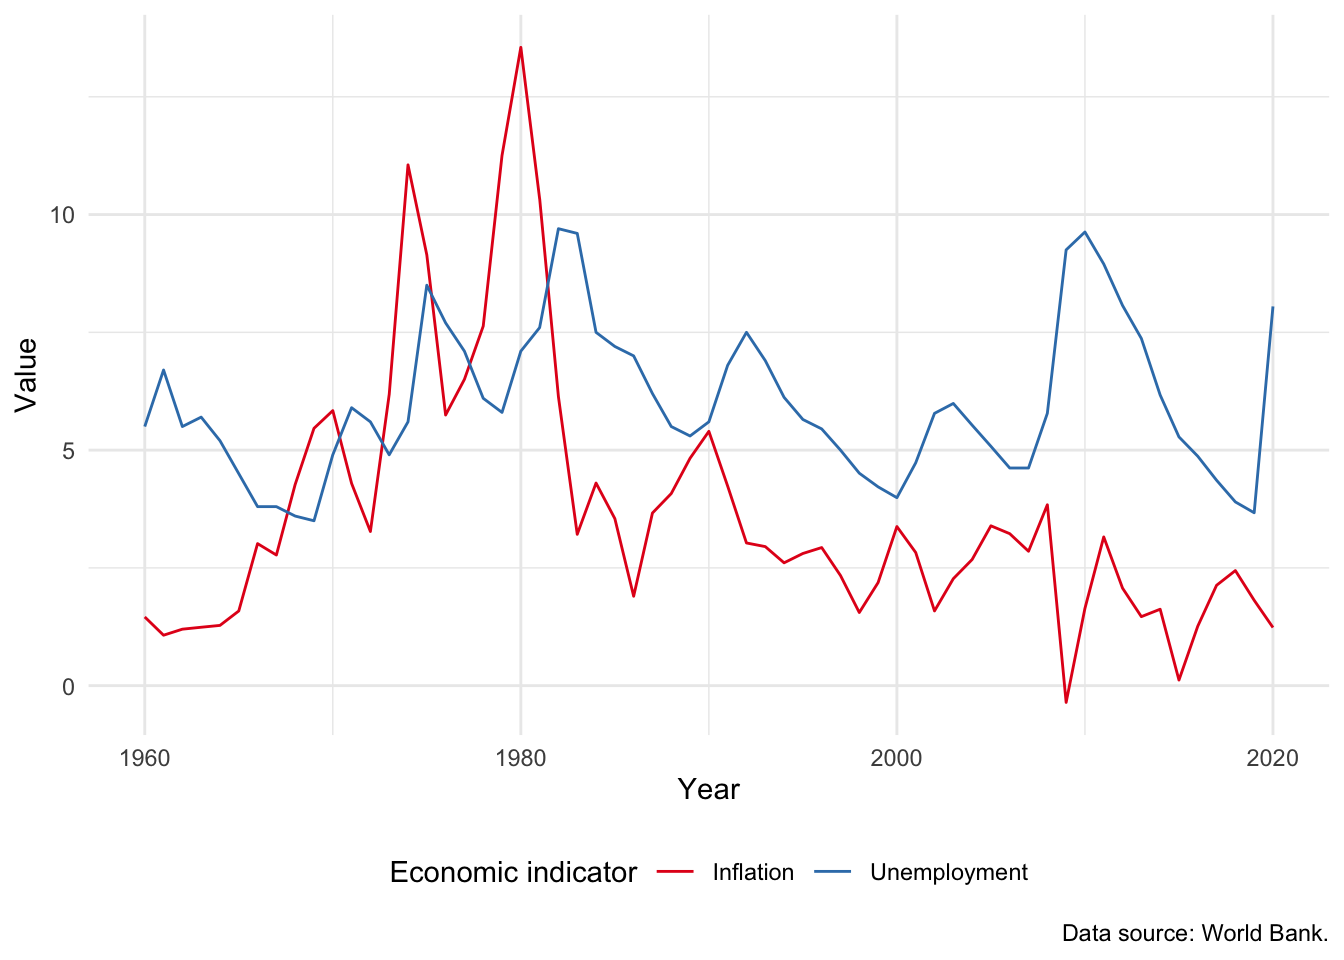 10
5
0
Value
1960 1980 2000 2020
Year
Economic indicator Inflation Unemployment
Data source: World Bank.